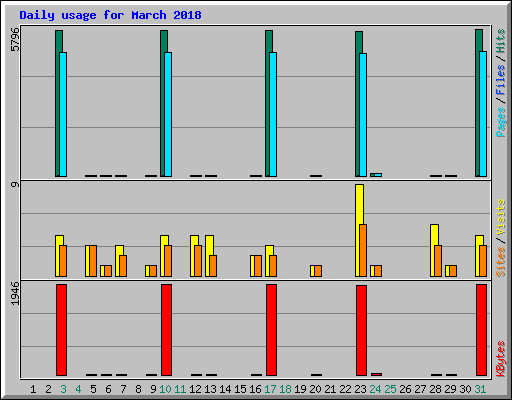 Daily usage for March 2018
5796
Pages/Files/Hits
9
Sites/Visits
1946
KBytes
1 2 3 4 5 6 7 8 9 10 11 12 13 14 15 16 17 18 19 20 21 22 23 24 25 26 27 28 29 30 31